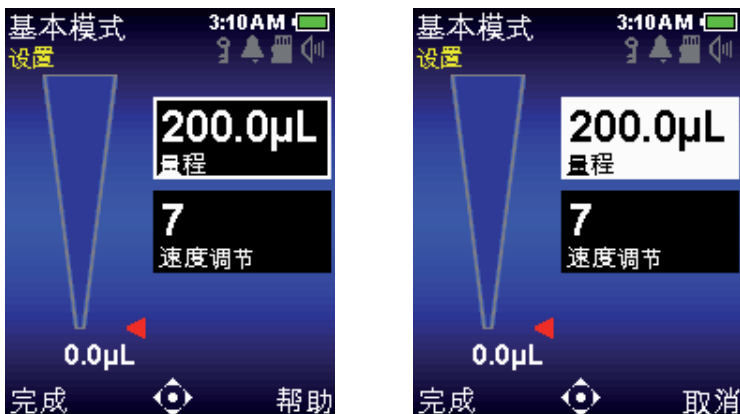 基本模式 3:10AM
设置
200.0µL
量程
7
速度调节
0.0µL
完成 帮助
基本模式 3:10AM
设置
200.0µL
量程
7
速度调节
0.0µL
完成 取消